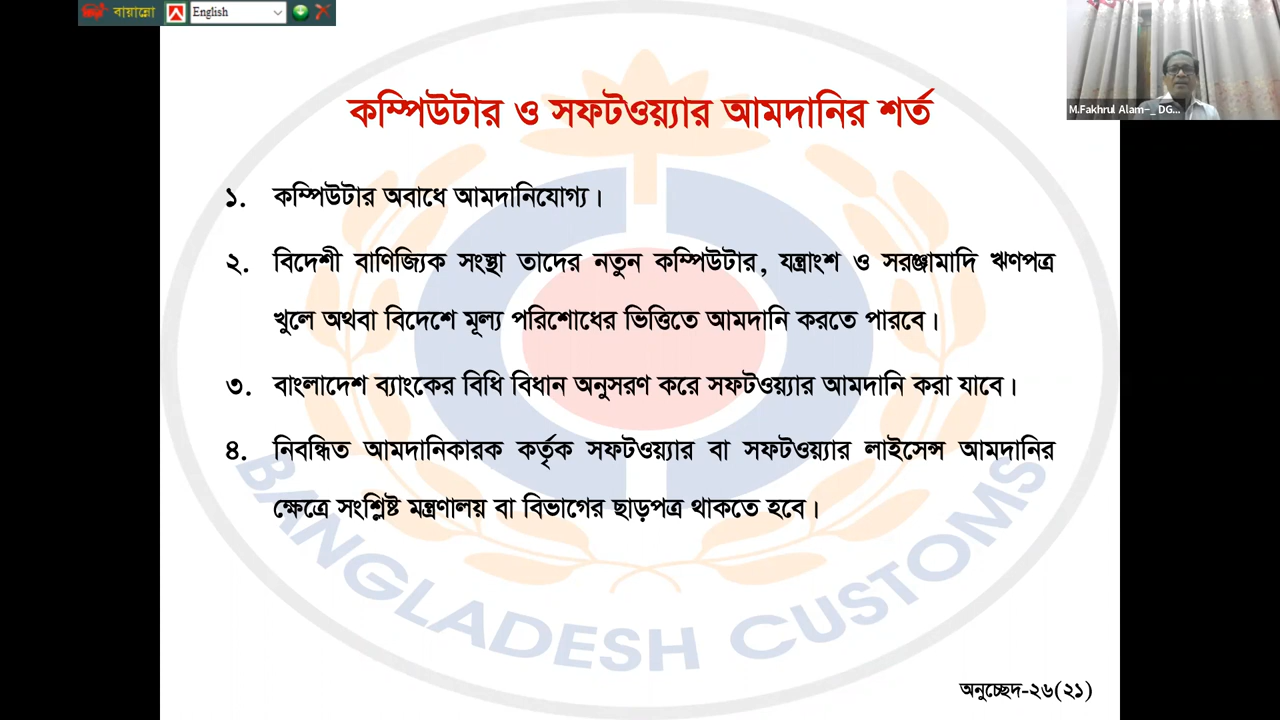 বায়ান্নো
English
M.Fakhrul Alam-_ DG...
কম্পিউটার ও সফটওয়্যার আমদানির শর্ত
১. কম্পিউটার অবাধে আমদানিযোগ্য।
২. বিদেশী বাণিজ্যিক সংস্থা তাদের নতুন কম্পিউটার, যন্ত্রাংশ ও সরঞ্জামাদি ঋণপত্র
খুলে অথবা বিদেশে মূল্য পরিশোধের ভিত্তিতে আমদানি করতে পারবে।
৩. বাংলাদেশ ব্যাংকের বিধি বিধান অনুসরণ করে সফটওয়্যার আমদানি করা যাবে।
৪. নিবন্ধিত আমদানিকারক কর্তৃক সফটওয়্যার বা সফটওয়্যার লাইসেন্স আমদানির
ক্ষেত্রে সংশ্লিষ্ট মন্ত্রণালয় বা বিভাগের ছাড়পত্র থাকতে হবে।
BANGLADESH CUSTOMS
অনুচ্ছেদ-২৬(২১)